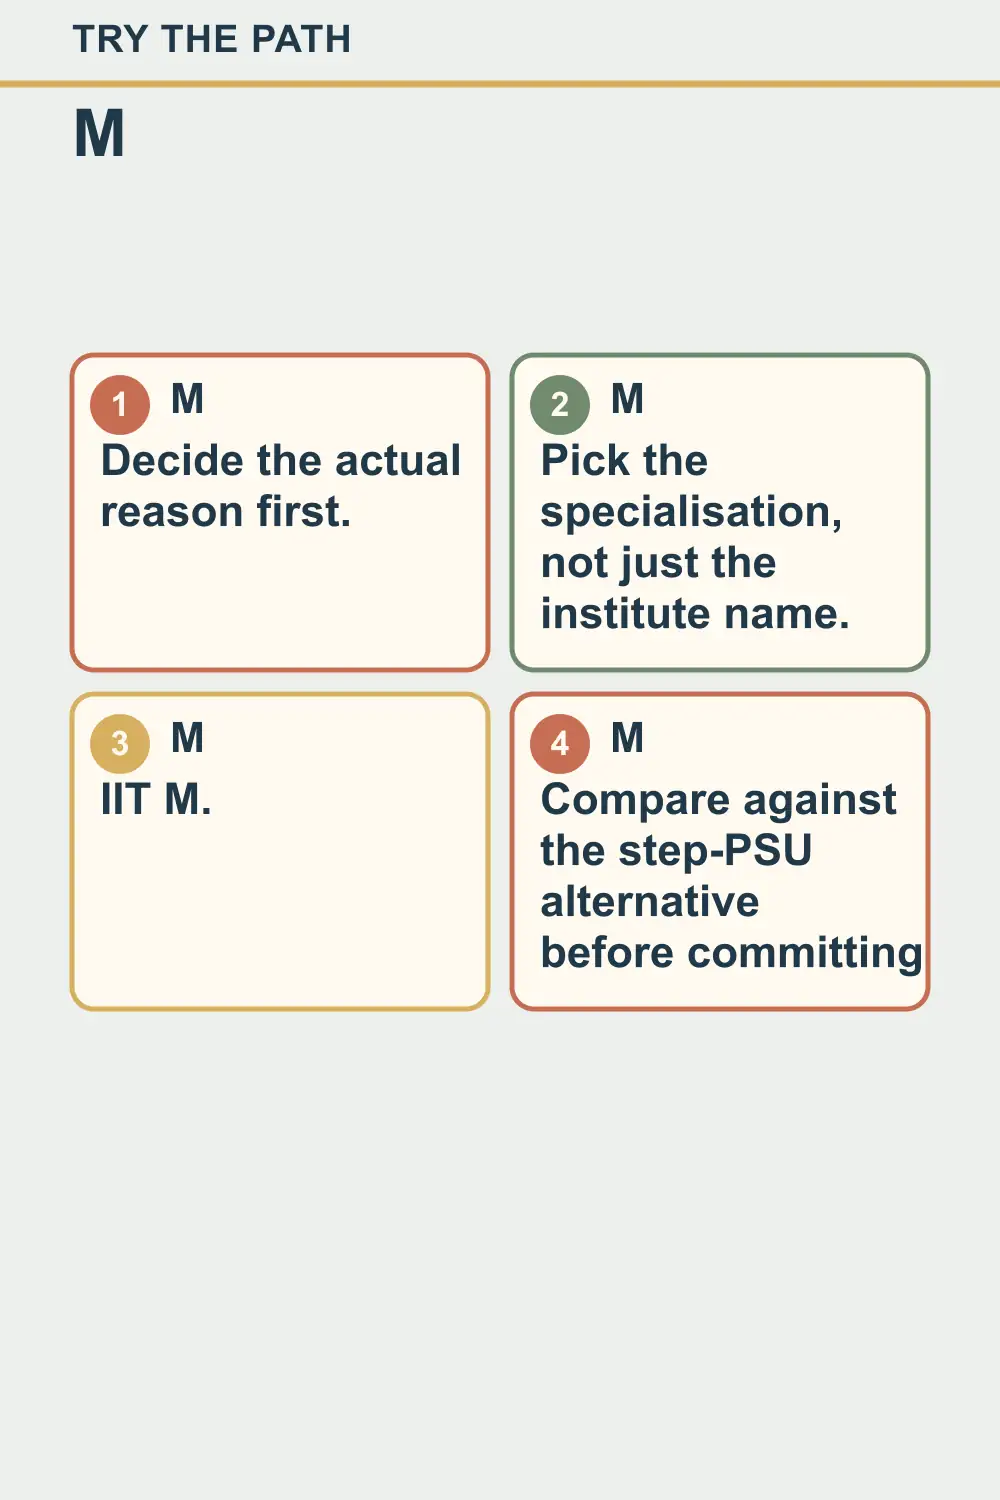 TRY THE PATH
M
1 M
Decide the actual
reason first.
2 M
Pick the
specialisation,
not just the
institute name.
3 M
IIT M.
4 M
Compare against
the step-PSU
alternative
before committing